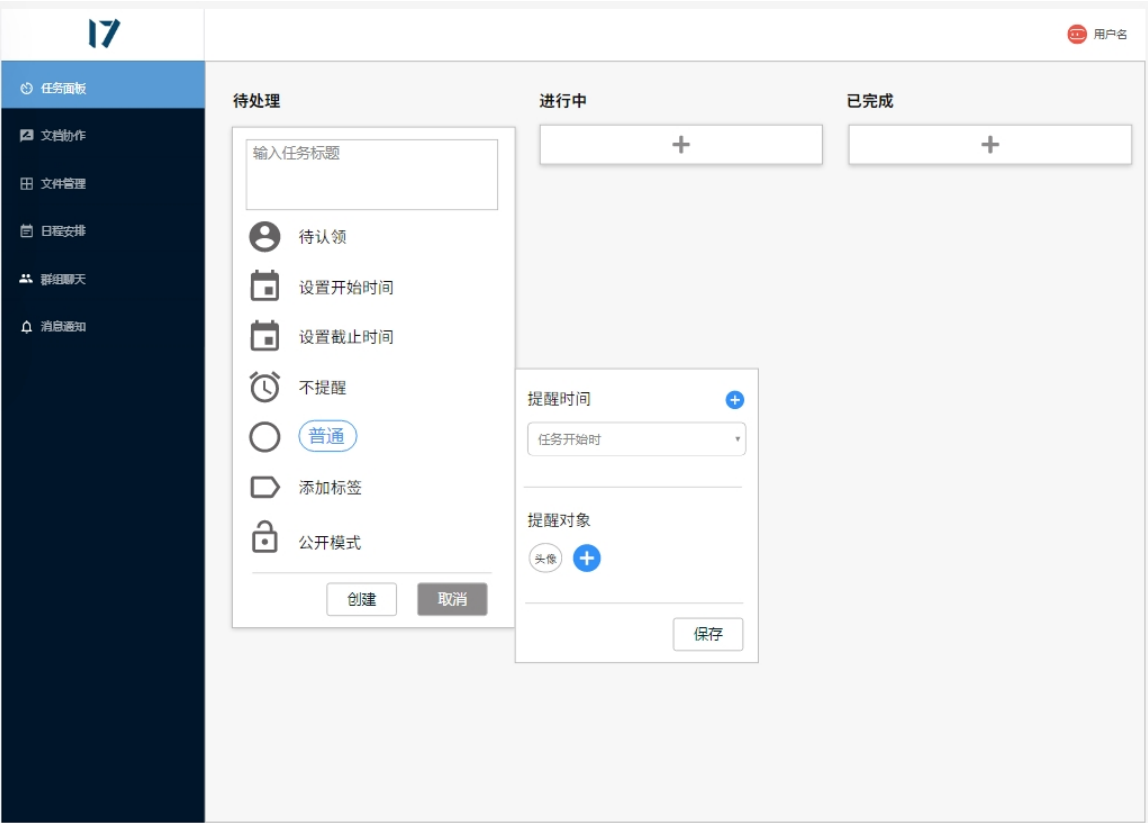 17
用户名
任务面板
文档协作
文件管理
日程安排
群组聊天
消息通知
待处理
进行中
已完成
输入任务标题
待认领
设置开始时间
设置截止时间
不提醒
普通
添加标签
公开模式
创建
取消
提醒时间
任务开始时
提醒对象
头像
保存